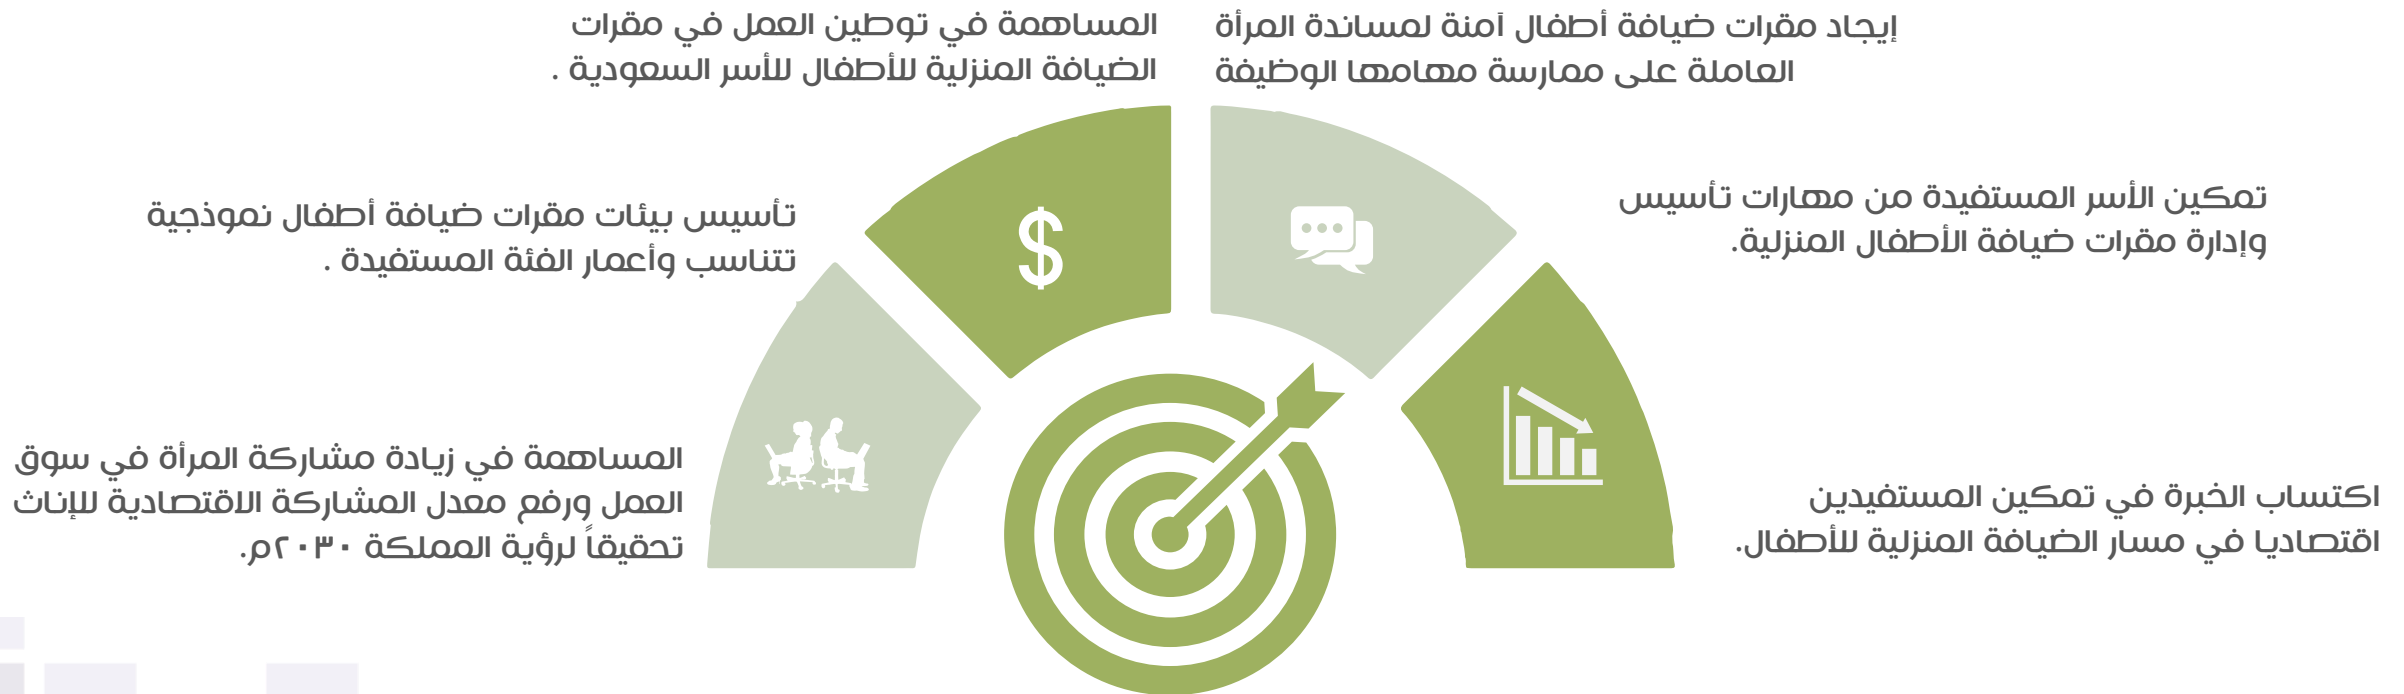 إيجاد مقرات ضيافة أطفال آمنة لمساندة المرأة
العاملة على ممارسة مهامها الوظيفة
تمكين الأسر المستفيدة من مهارات تأسيس
وإدارة مقرات ضيافة الأطفال المنزلية.
اكتساب الخبرة في تمكين المستفيدين
اقتصاديا في مسار الضيافة المنزلية للأطفال.
المساهمة في توطين العمل في مقرات
الضيافة المنزلية للأطفال للأسر السعودية .
تأسيس بيئات مقرات ضيافة أطفال نموذجية
تتناسب وأعمار الفئة المستفيدة .
المساهمة في زيادة مشاركة المرأة في سوق
العمل ورفع معدل المشاركة الاقتصادية للإناث
تحقيقاً لرؤية المملكة ٢٠٣٠م.
$